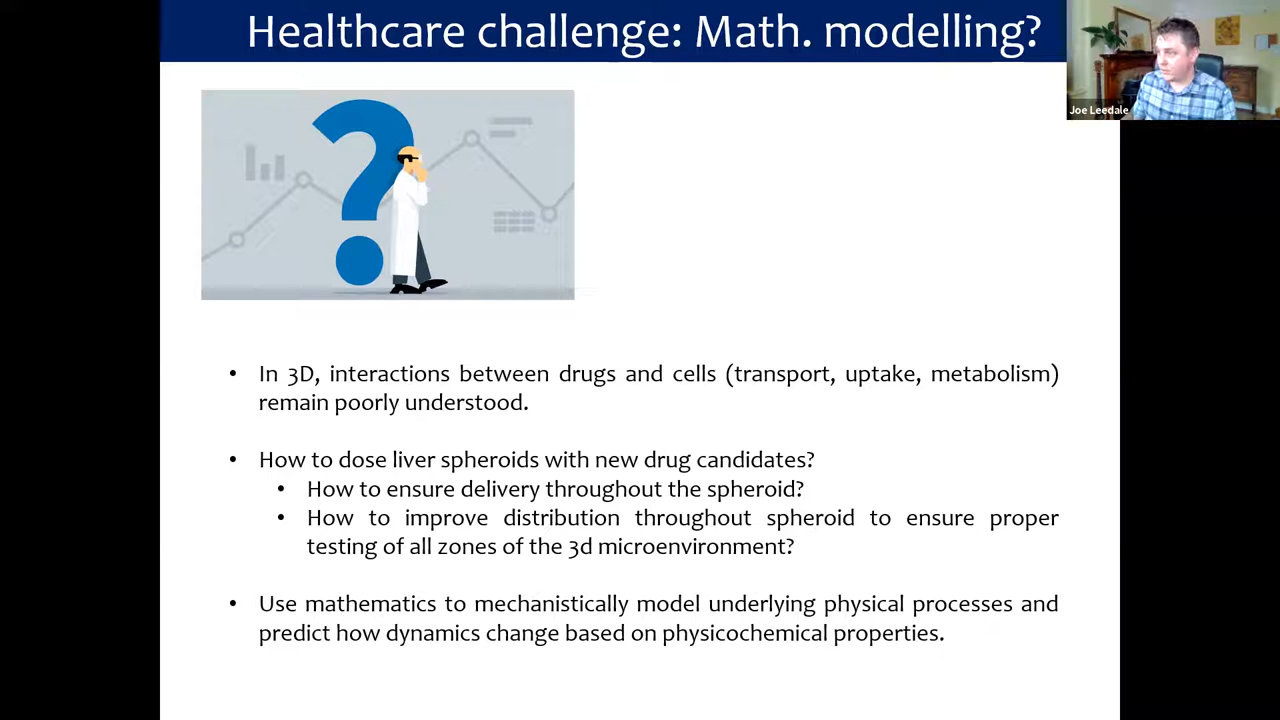 Healthcare challenge: Math. modelling?
Joe Leedale
• In 3D, interactions between drugs and cells (transport, uptake, metabolism)
remain poorly understood.
• How to dose liver spheroids with new drug candidates?
• How to ensure delivery throughout the spheroid?
• How to improve distribution throughout spheroid to ensure proper
testing of all zones of the 3d microenvironment?
• Use mathematics to mechanistically model underlying physical processes and
predict how dynamics change based on physicochemical properties.